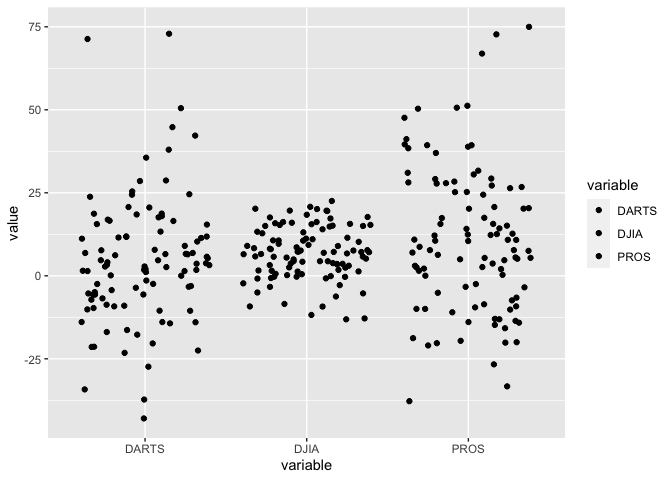 75
50
25
0
-25
value
DARTS
DJIA
PROS
variable
variable
DARTS
DJIA
PROS